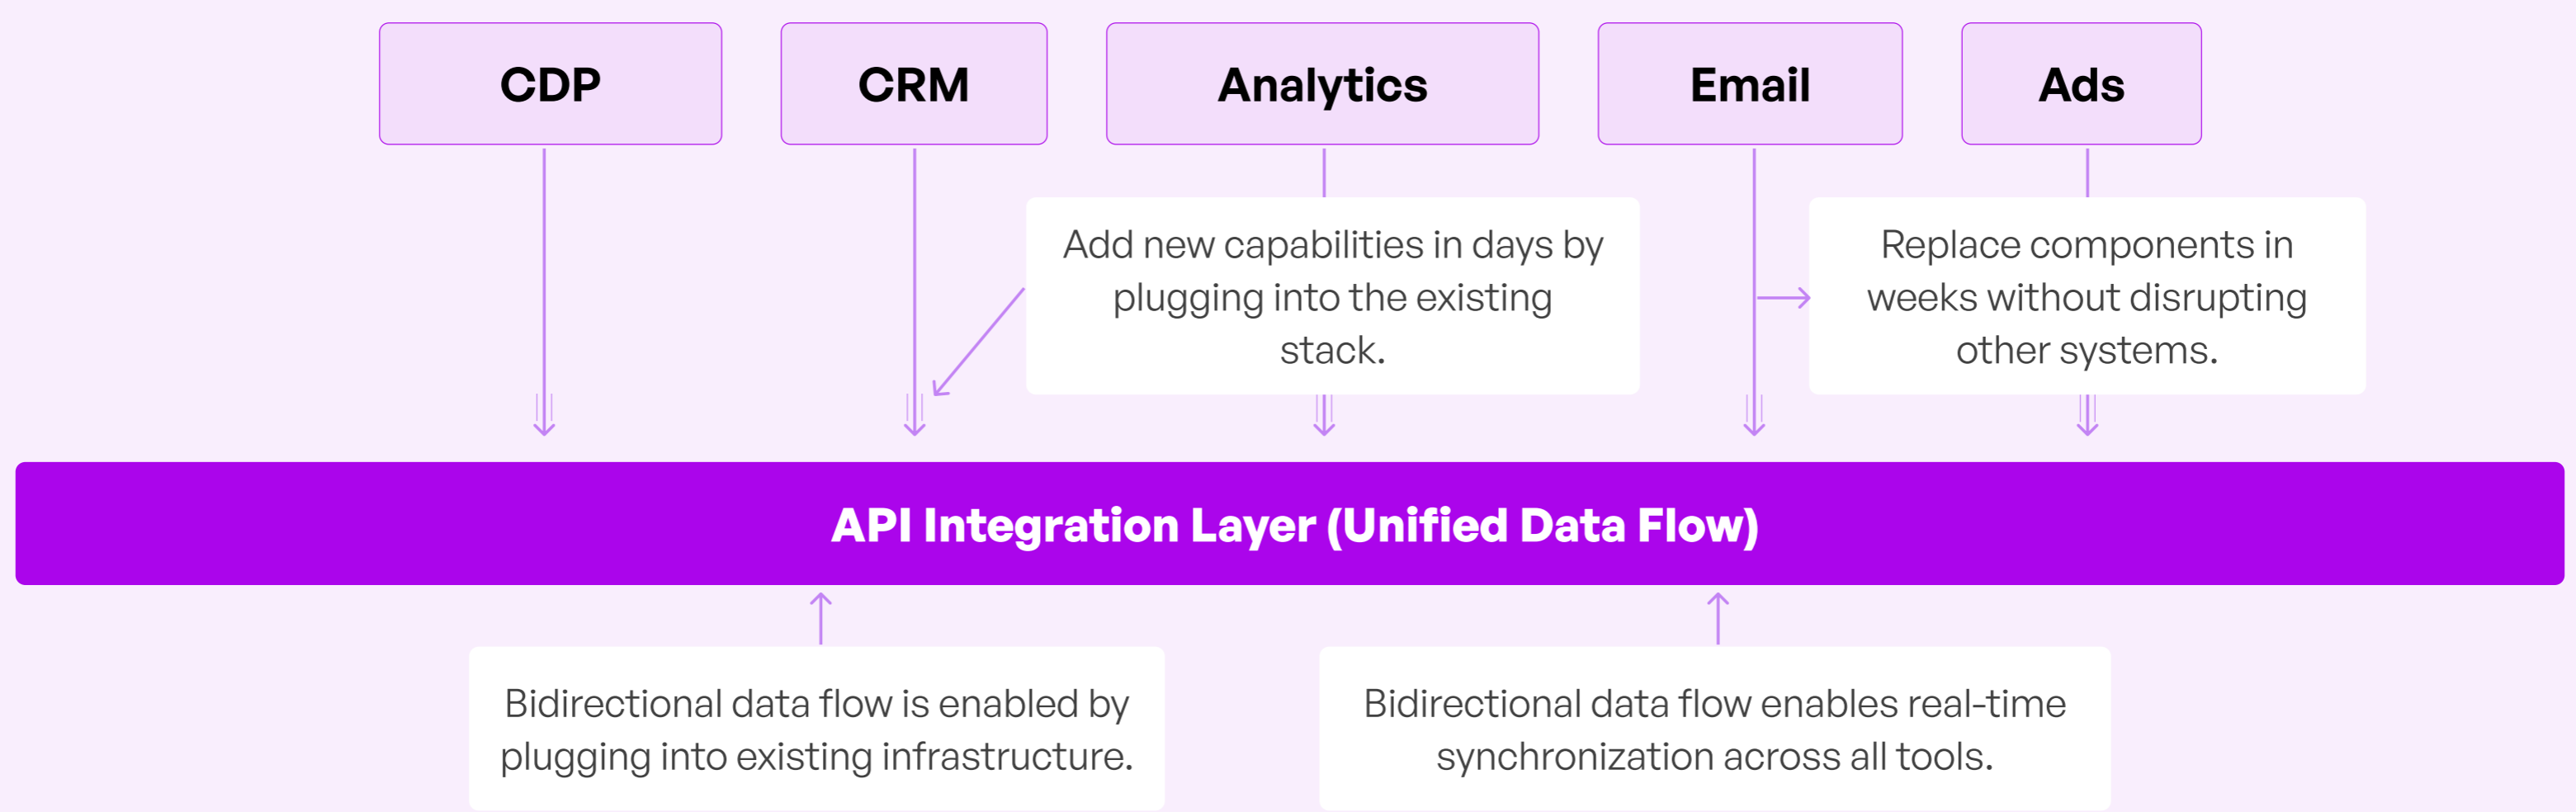 CDP
CRM
Analytics
Email
Ads
Add new capabilities in days by
plugging into the existing
stack.
Replace components in
weeks without disrupting
other systems.
API Integration Layer (Unified Data Flow)
Bidirectional data flow is enabled by
plugging into existing infrastructure.
Bidirectional data flow enables real-time
synchronization across all tools.